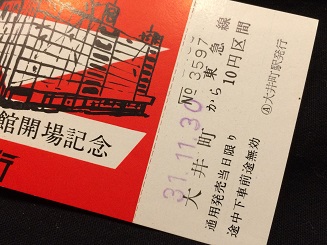 館開場記念
№ 3597
31.11.30
東急線
大井町から10円区間
通用発売当日限り
途中下車前途無効
Ⓐ大井町駅発行